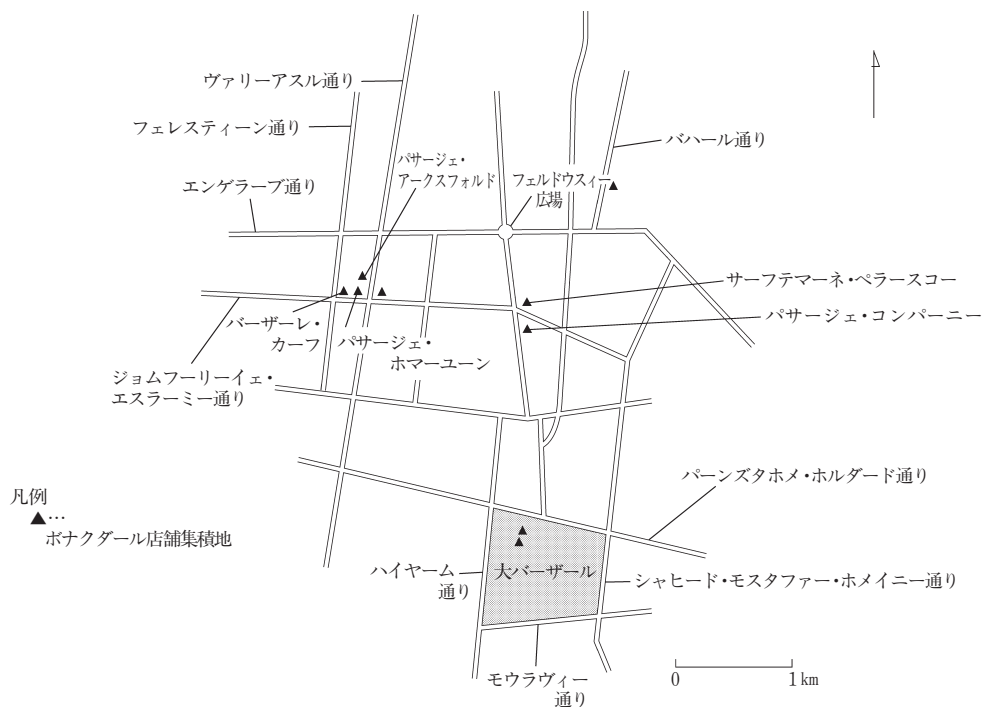 ヴァリーアスル通り
フェレスティーン通り
バハール通り
パサージェ・
アークスフォルド
フェルドウスィー
広場
エンゲラーブ通り
サーフテマーネ・ペラースコー
パサージェ・コンパーニー
バーザーレ・
カーフ
パサージェ・
ホマーユーン
ジョムフーリーイェ・
エスラーミー通り
パーンズタホメ・ホルダード通り
凡例
▲…
ボナクダール店舗集積地
ハイヤーム
通り
大バーザール
シャヒード・モスタファー・ホメイニー通り
モウラヴィー
通り
0 1km